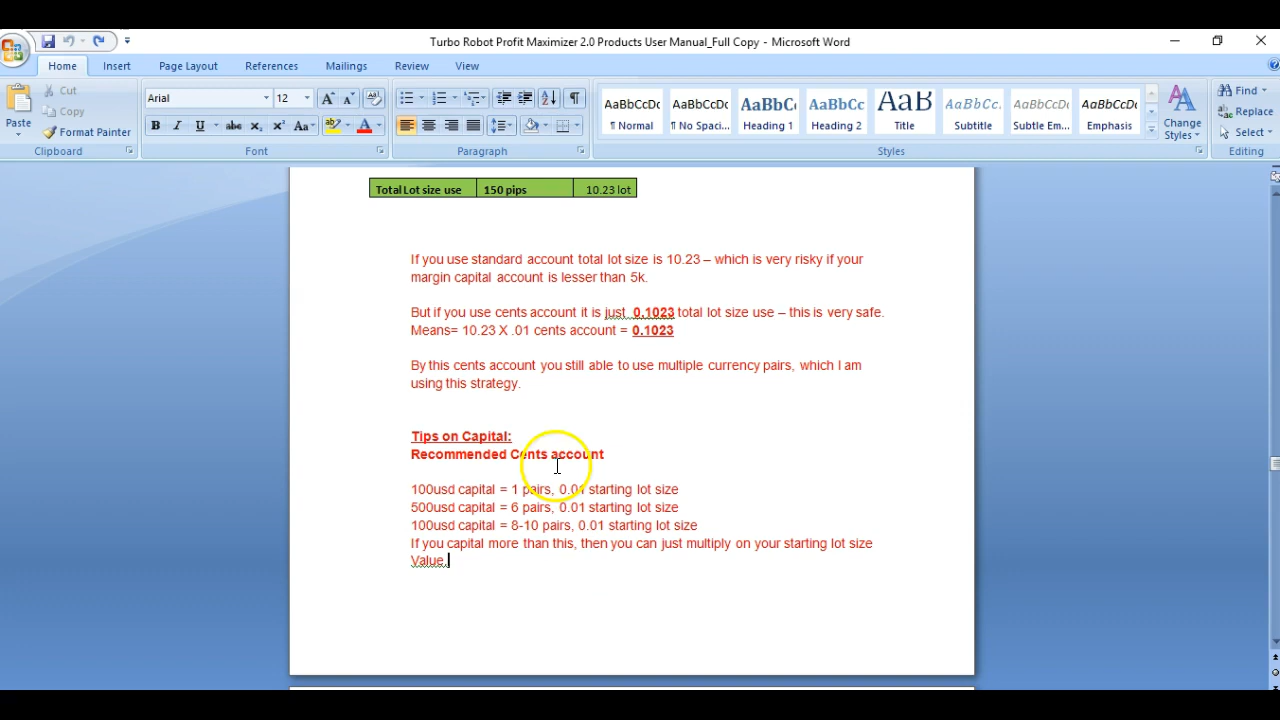 Turbo Robot Profit Maximizer 2.0 Products User Manual_Full Copy - Microsoft Word
Home Insert Page Layout References Mailings Review View
Paste
Cut
Copy
Format Painter
Clipboard
Arial 12
Font
Paragraph
AaBbCcDc AaBbCcDc AaBbCc AaBbCc AaB AaBbCc. AaBbCcDc AaBbCcDc
¶ Normal ¶ No Spaci... Heading 1 Heading 2 Title Subtitle Subtle Em... Emphasis
Change
Styles
Styles
Find
Replace
Select
Editing
Total Lot size use 150 pips 10.23 lot
If you use standard account total lot size is 10.23 – which is very risky if your
margin capital account is lesser than 5k.
But if you use cents account it is just 0.1023 total lot size use – this is very safe.
Means= 10.23 X .01 cents account = 0.1023
By this cents account you still able to use multiple currency pairs, which I am
using this strategy.
Tips on Capital:
Recommended Cents account
100usd capital = 1 pairs, 0.01 starting lot size
500usd capital = 6 pairs, 0.01 starting lot size
100usd capital = 8-10 pairs, 0.01 starting lot size
If you capital more than this, then you can just multiply on your starting lot size
Value.